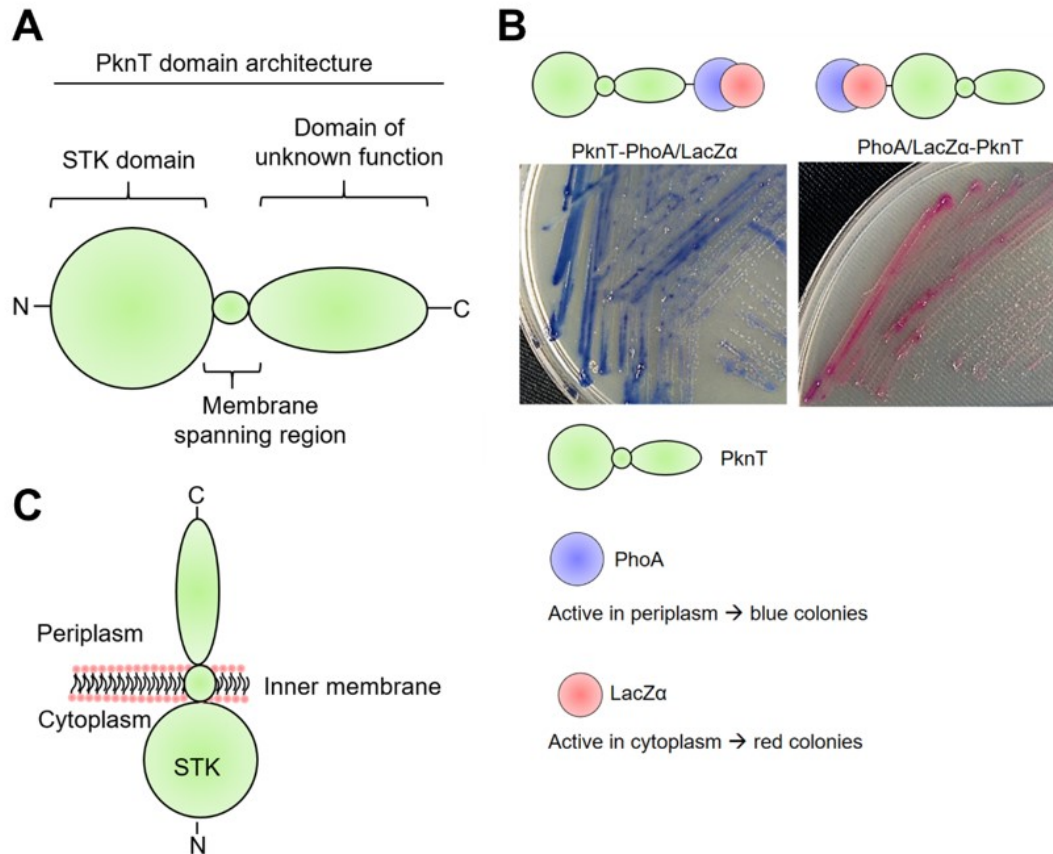 A
PknT domain architecture
STK domain
Domain of
unknown function
N
C
Membrane
spanning region
B
PknT-PhoA/LacZα
PhoA/LacZα-PknT
PknT
PhoA
Active in periplasm → blue colonies
LacZα
Active in cytoplasm → red colonies
C
C
Periplasm
Inner membrane
Cytoplasm
STK
N